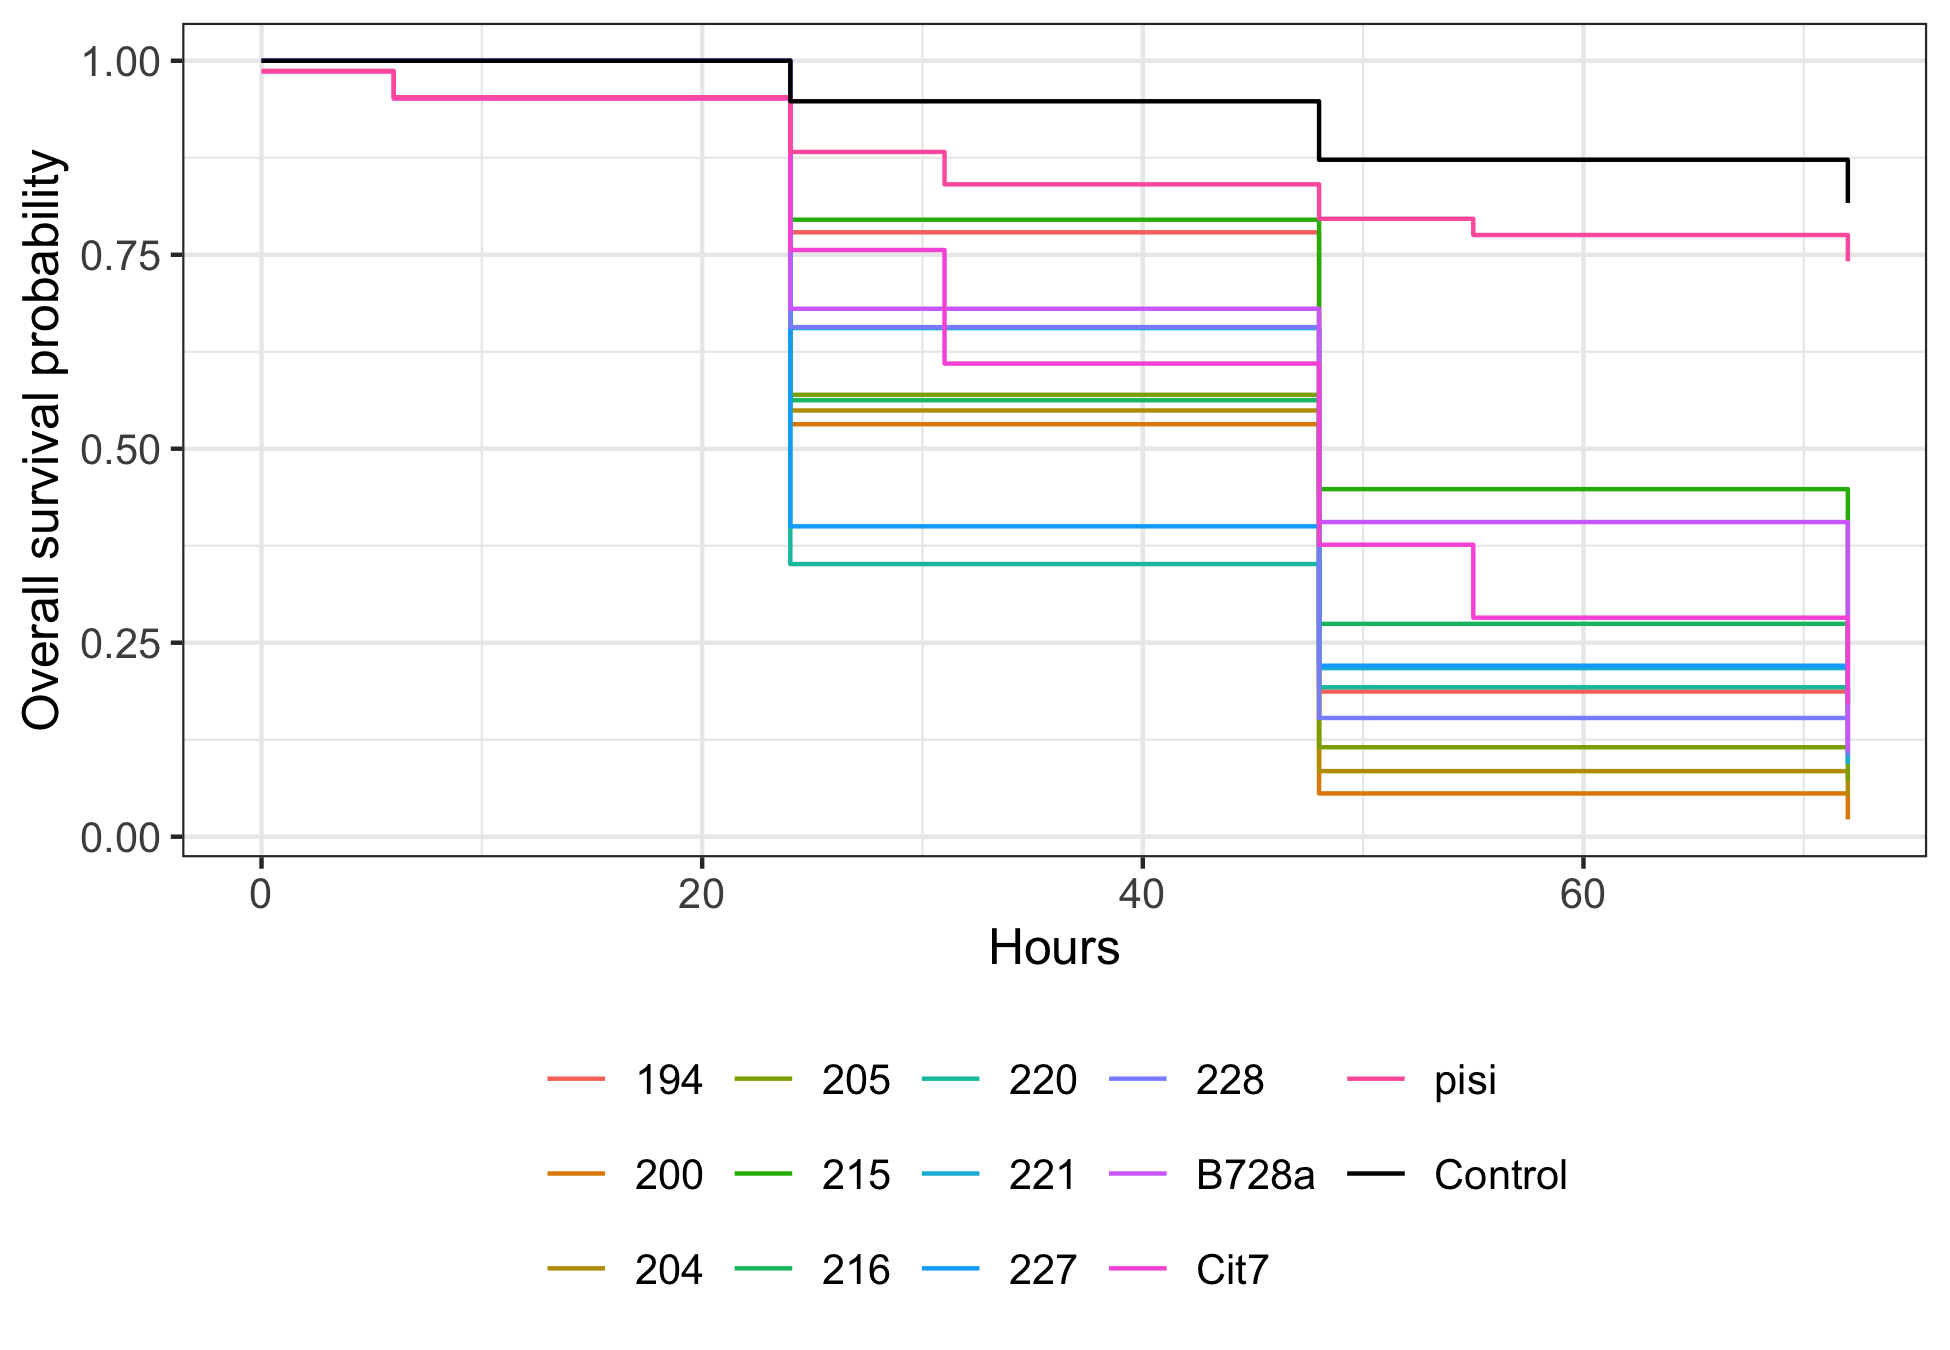 Overall survival probability
1.00
0.75
0.50
0.25
0.00
0 20 40 60
Hours
194 205 220 228 pisi
200 215 221 B728a Control
204 216 227 Cit7